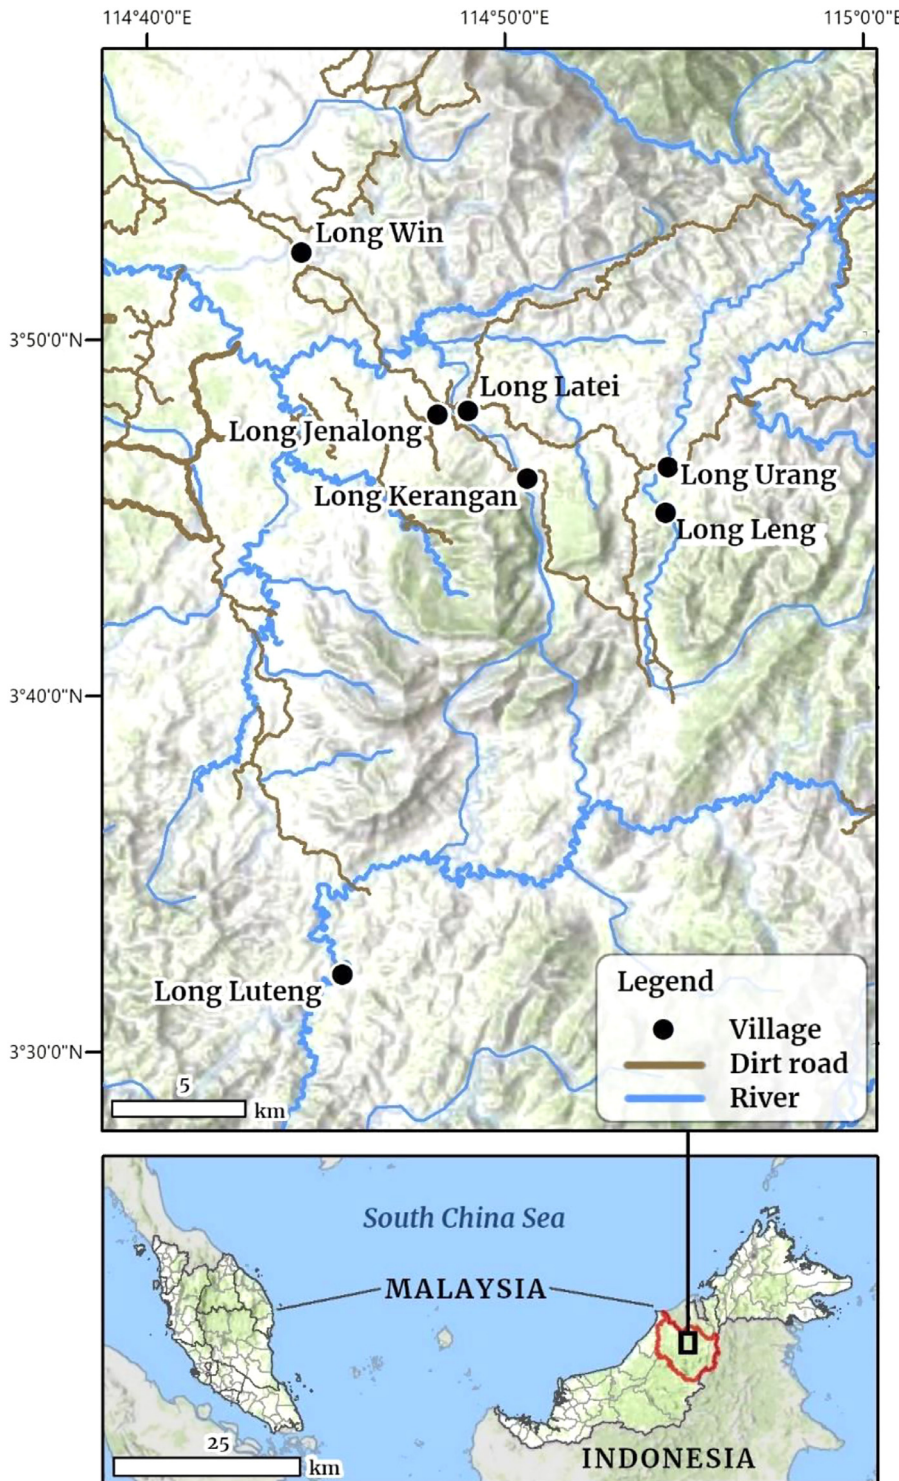 114°40'0"E
114°50'0"E
115°0'0"E
3°50'0"N
3°40'0"N
3°30'0"N
Long Win
Long Latei
Long Jenalong
Long Urang
Long Kerangan
Long Leng
Long Luteng
Legend
Village
Dirt road
River
5
km
South China Sea
MALAYSIA
INDONESIA
25
km